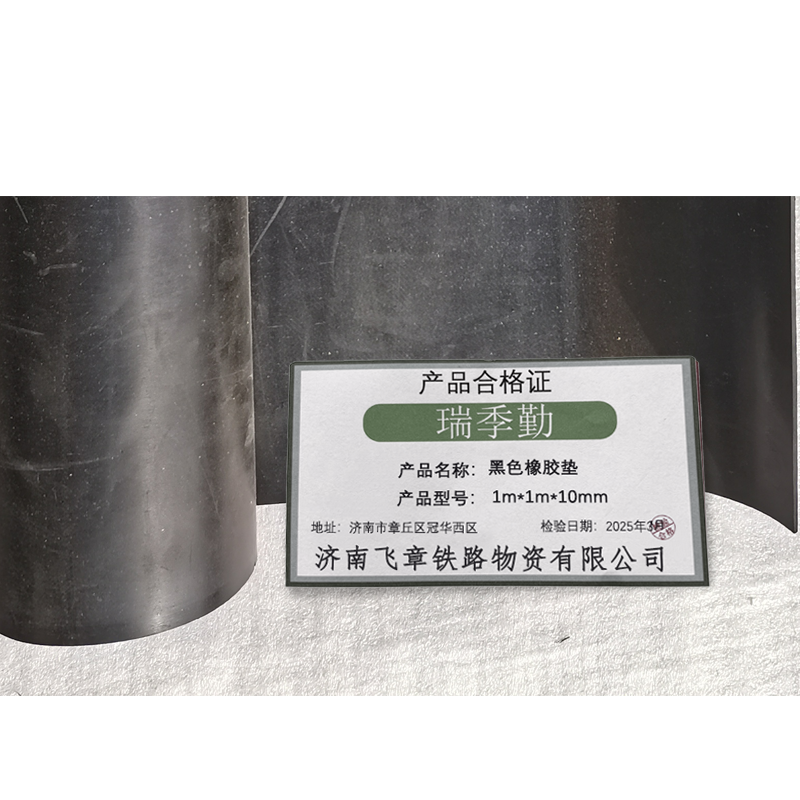 产品合格证
瑞季勤
产品名称：黑色橡胶垫
产品型号：1m*1m*10mm
地址：济南市章丘区冠华西区 检验日期：2025年3月
合格
济南飞章铁路物资有限公司